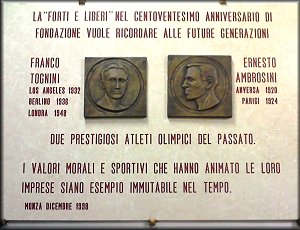 LA "FORTI E LIBERI" NEL CENTOVENTESIMO ANNIVERSARIO DI
FONDAZIONE VUOLE RICORDARE ALLE FUTURE GENERAZIONI
FRANCO
TOGNINI
LOS ANGELES 1932
BERLINO 1936
LONDRA 1948
ERNESTO
AMBROSINI
ANVERSA 1920
PARIGI 1924
DUE PRESTIGIOSI ATLETI OLIMPICI DEL PASSATO.
I VALORI MORALI E SPORTIVI CHE HANNO ANIMATO LE LORO
IMPRESE SIANO ESEMPIO IMMUTABILE NEL TEMPO.
MONZA DICEMBRE 1998